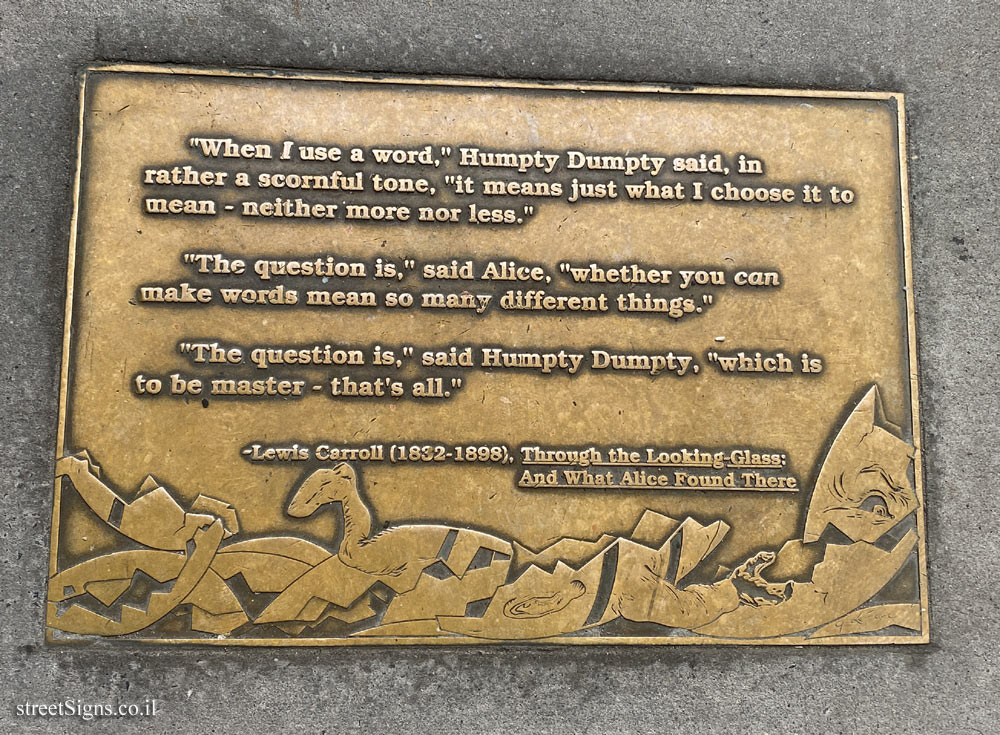 "When I use a word," Humpty Dumpty said, in
rather a scornful tone, "it means just what I choose it to
mean - neither more nor less."
"The question is," said Alice, "whether you can
make words mean so many different things."
"The question is," said Humpty Dumpty, "which is
to be master - that's all."
-Lewis Carroll (1832-1898), Through the Looking-Glass:
And What Alice Found There
streetSigns.co.il